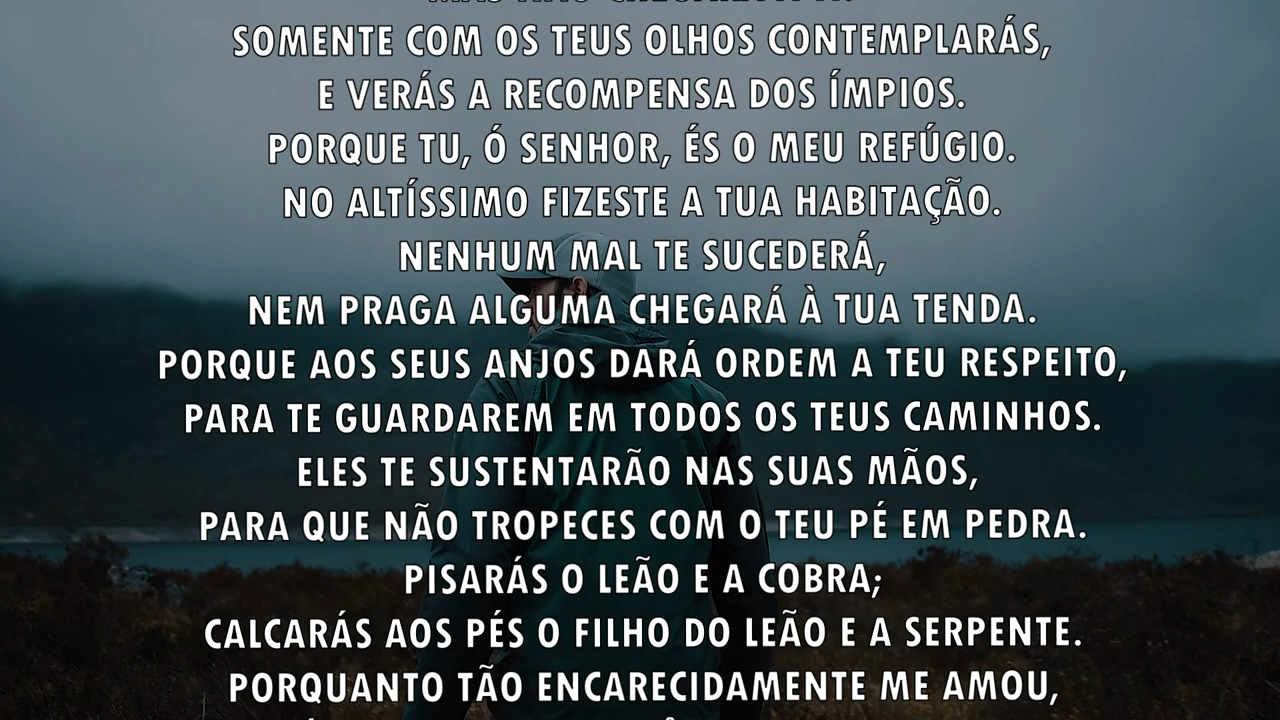 SOMENTE COM OS TEUS OLHOS CONTEMPLARÁS,
E VERÁS A RECOMPENSA DOS ÍMPIOS.
PORQUE TU, Ó SENHOR, ÉS O MEU REFÚGIO.
NO ALTÍSSIMO FIZESTE A TUA HABITAÇÃO.
NENHUM MAL TE SUCEDERÁ,
NEM PRAGA ALGUMA CHEGARÁ À TUA TENDA.
PORQUE AOS SEUS ANJOS DARÁ ORDEM A TEU RESPEITO,
PARA TE GUARDAREM EM TODOS OS TEUS CAMINHOS.
ELES TE SUSTENTARÃO NAS SUAS MÃOS,
PARA QUE NÃO TROPECES COM O TEU PÉ EM PEDRA.
PISARÁS O LEÃO E A COBRA;
CALCARÁS AOS PÉS O FILHO DO LEÃO E A SERPENTE.
PORQUANTO TÃO ENCARECIDAMENTE ME AMOU,